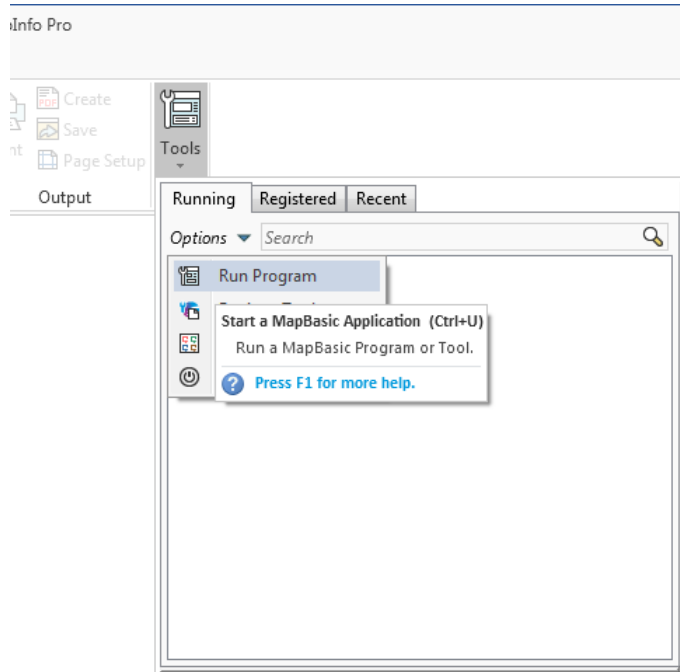 Info Pro
Create
Save
nt
Page Setup
Output
Tools
Running
Registered
Recent
Options
Search
Run Program
Start a MapBasic Application (Ctrl+U)
Run a MapBasic Program or Tool.
Press F1 for more help.